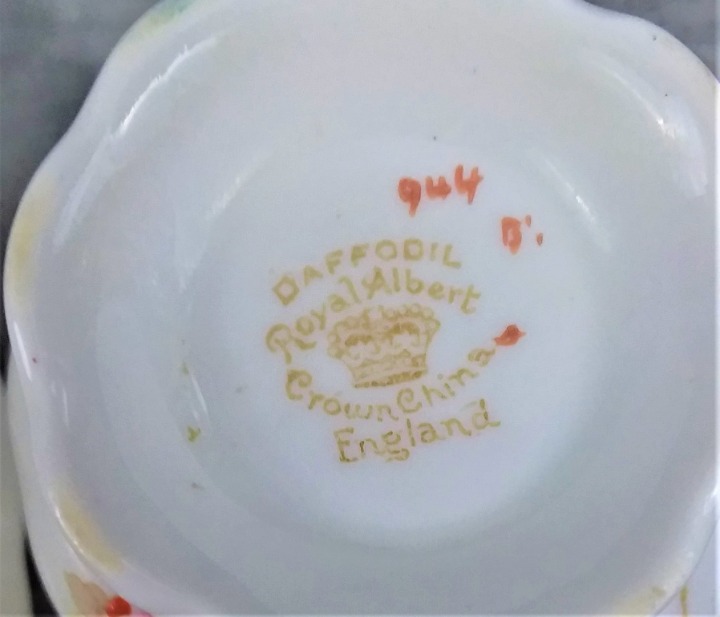 944
B'.
DAFFODIL
Royal Albert
Crown China
England